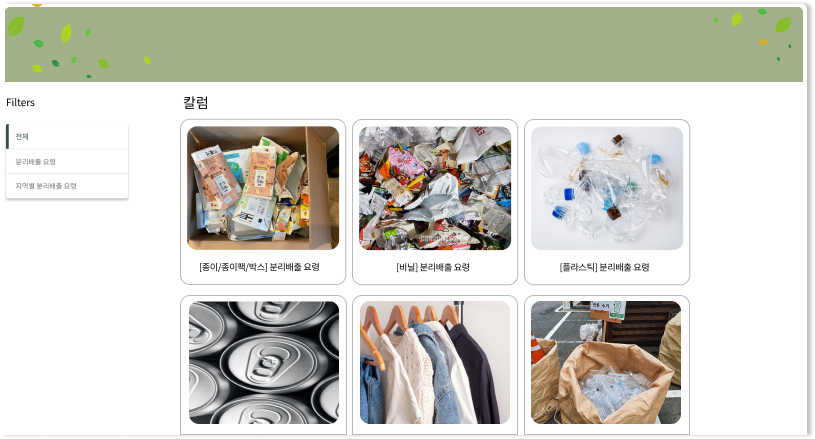 Filters
전체
분리배출 요령
지역별 분리배출 요령
칼럼
[종이/종이팩/박스] 분리배출 요령
[비닐] 분리배출 요령
[플라스틱] 분리배출 요령